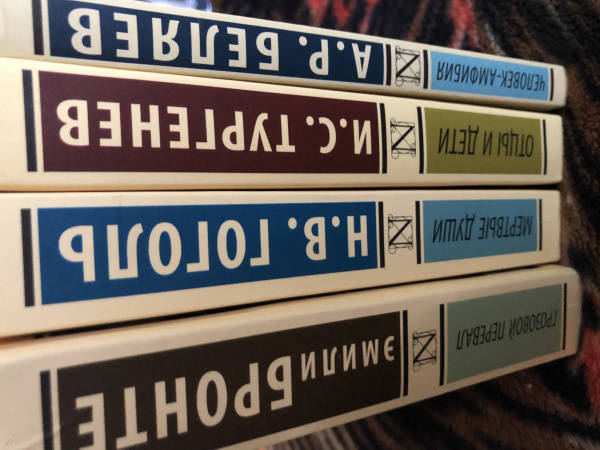 А.Р. БЕЛЯЕВ
ЧЕЛОВЕК-АМФИБИЯ
И.С. ТУРГЕНЕВ
ОТЦЫ И ДЕТИ
Н.В. ГОГОЛЬ
МЕРТВЫЕ ДУШИ
ЭМИЛИ БРОНТЕ
ГРОЗОВОЙ ПЕРЕВАЛ